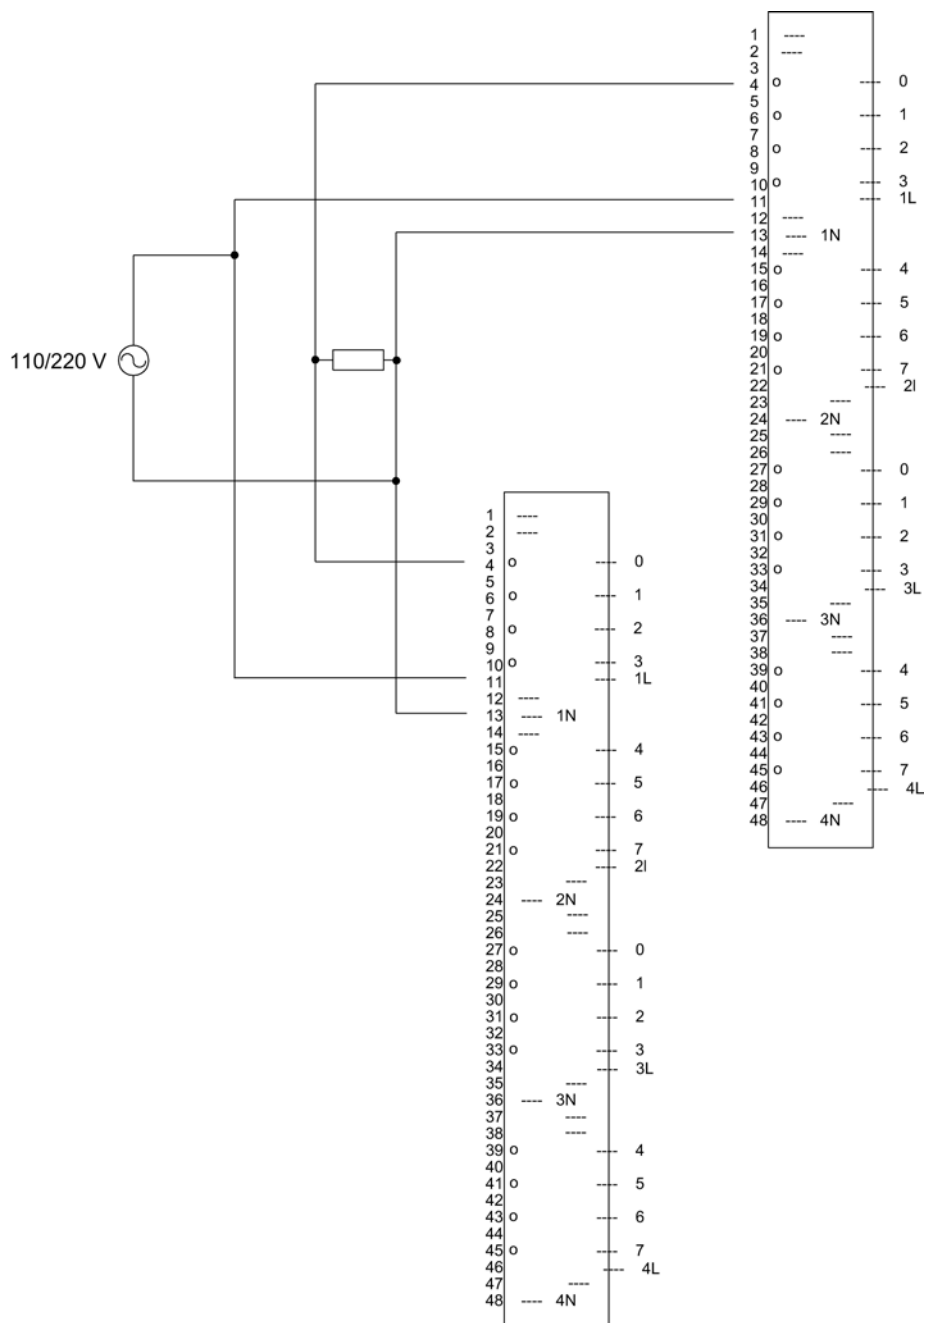 1 ----
2 ----
3
4 o ---- 0
5
6 o ---- 1
7
8 o ---- 2
9
10 o ---- 3
11 ---- 1L
12 ----
13 ---- 1N
14 ----
15 o ---- 4
16
17 o ---- 5
18
19 o ---- 6
20
21 o ---- 7
22 ---- 2I
23 ----
24 ---- 2N
25 ----
26 ----
27 o ---- 0
28
29 o ---- 1
30
31 o ---- 2
32
33 o ---- 3
34 ---- 3L
35 ----
36 ---- 3N
37 ----
38 ----
39 o ---- 4
40
41 o ---- 5
42
43 o ---- 6
44
45 o ---- 7
46 ---- 4L
47 ----
48 ---- 4N
110/220 V
1 ----
2 ----
3
4 o ---- 0
5
6 o ---- 1
7
8 o ---- 2
9
10 o ---- 3
11 ---- 1L
12 ----
13 ---- 1N
14 ----
15 o ---- 4
16
17 o ---- 5
18
19 o ---- 6
20
21 o ---- 7
22 ---- 2I
23 ----
24 ---- 2N
25 ----
26 ----
27 o ---- 0
28
29 o ---- 1
30
31 o ---- 2
32
33 o ---- 3
34 ---- 3L
35 ----
36 ---- 3N
37 ----
38 ----
39 o ---- 4
40
41 o ---- 5
42
43 o ---- 6
44
45 o ---- 7
46 ---- 4L
47 ----
48 ---- 4N